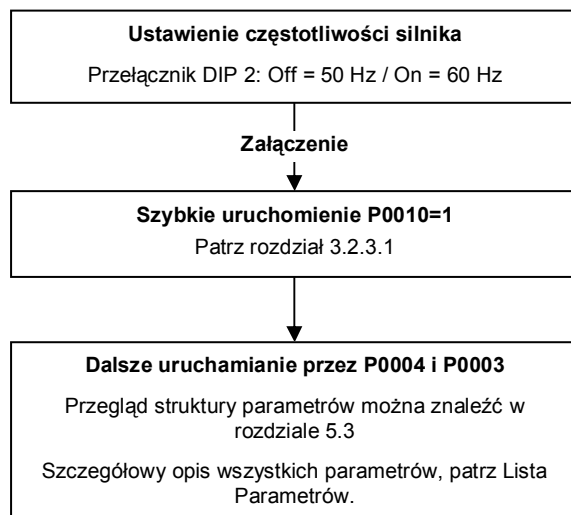 Ustawienie częstotliwości silnika
Przełącznik DIP 2: Off = 50 Hz / On = 60 Hz
Załączenie
Szybkie uruchomienie P0010=1
Patrz rozdział 3.2.3.1
Dalsze uruchamianie przez P0004 i P0003
Przegląd struktury parametrów można znaleźć w
rozdziale 5.3
Szczegółowy opis wszystkich parametrów, patrz Lista
Parametrów.